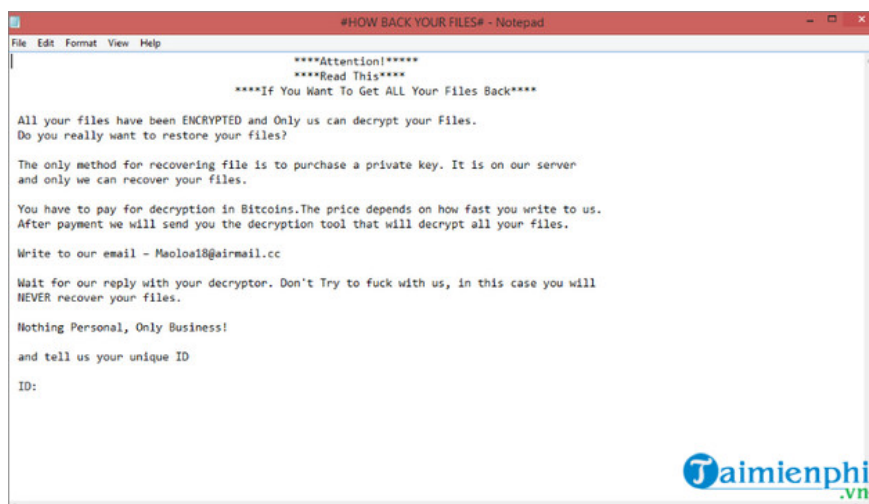 #HOW BACK YOUR FILES# - Notepad
File Edit Format View Help
****Attention!*****
****Read This****
****If You Want To Get ALL Your Files Back****
All your files have been ENCRYPTED and Only us can decrypt your Files.
Do you really want to restore your files?
The only method for recovering file is to purchase a private key. It is on our server
and only we can recover your files.
You have to pay for decryption in Bitcoins.The price depends on how fast you write to us.
After payment we will send you the decryption tool that will decrypt all your files.
Write to our email – Maoloa18@airmail.cc
Wait for our reply with your decryptor. Don't Try to fuck with us, in this case you will
NEVER recover your files.
Nothing Personal, Only Business!
and tell us your unique ID
ID:
Taimienphi
.vn